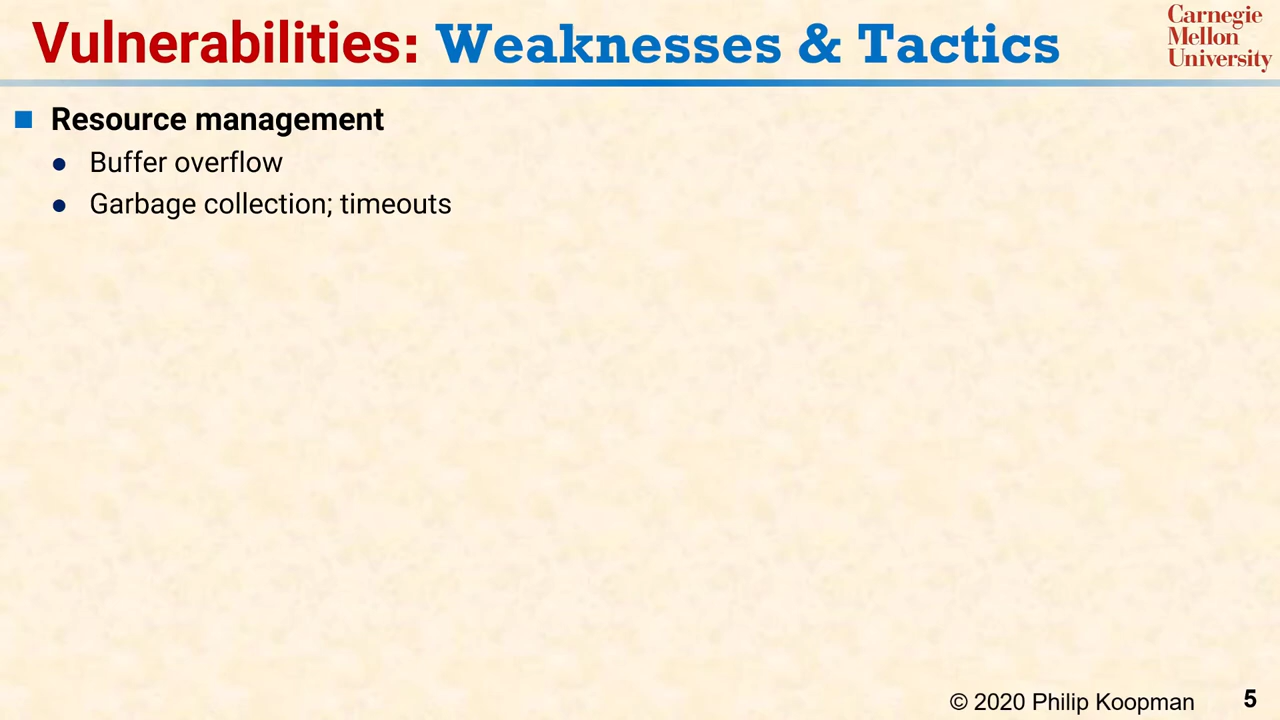 Vulnerabilities: Weaknesses & Tactics
Carnegie
Mellon
University
Resource management
Buffer overflow
Garbage collection; timeouts
© 2020 Philip Koopman
5